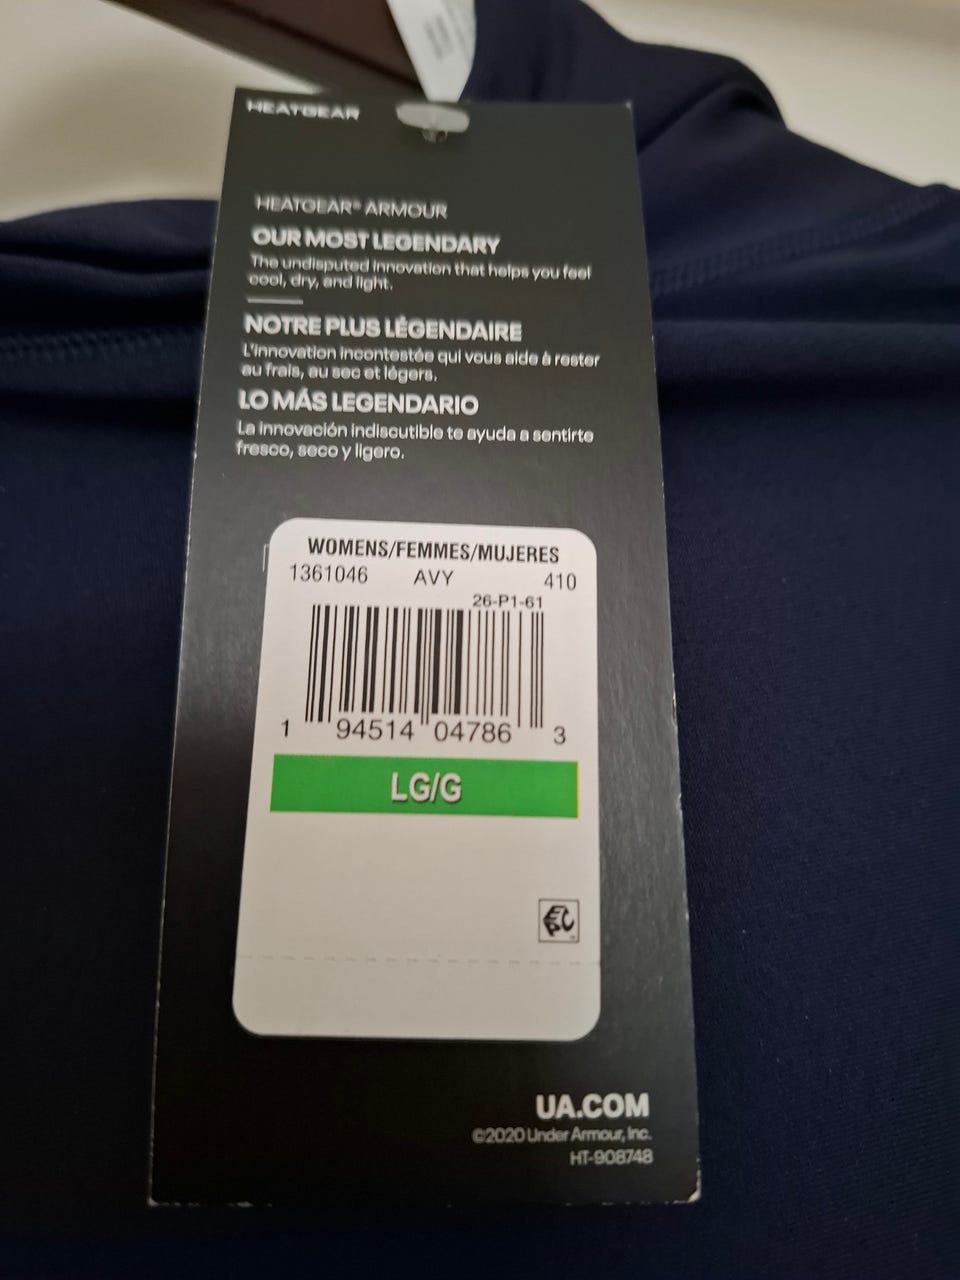 HEATGEAR
HEATGEAR® ARMOUR
OUR MOST LEGENDARY
The undisputed innovation that helps you feel
cool, dry, and light.
NOTRE PLUS LÉGENDAIRE
L'innovation incontestée qui vous aide à rester
au frais, au sec et légers.
LO MÁS LEGENDARIO
La innovación indiscutible te ayuda a sentirte
fresco, seco y ligero.
WOMENS/FEMMES/MUJERES
1361046 AVY 410
26-P1-61
1 94514 04786 3
LG/G
EPC
UA.COM
©2020 Under Armour, Inc.
HT-908748